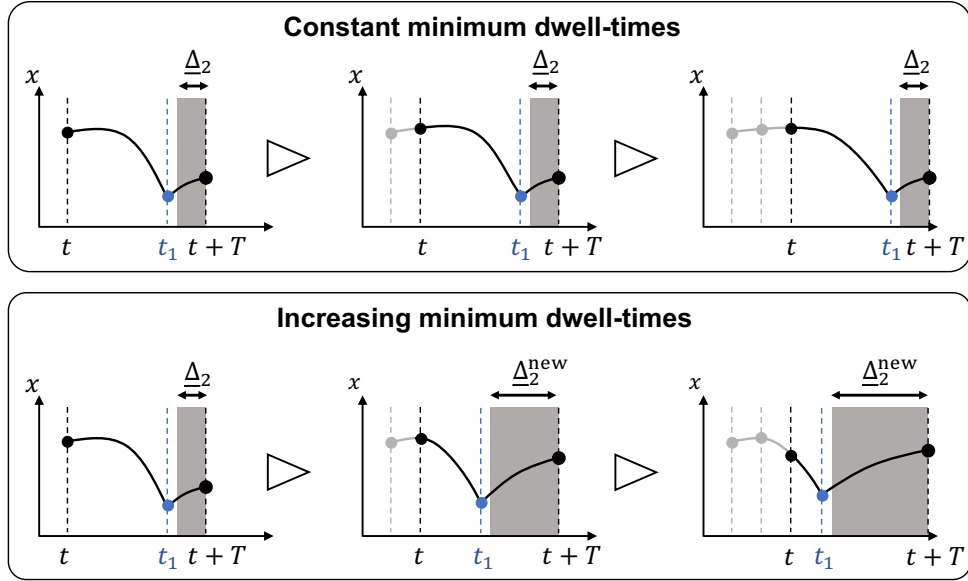 Constant minimum dwell-times
Δ̲₂ Δ̲₂ Δ̲₂
x x x
t t₁ t + T t t₁ t + T t t₁ t + T
Increasing minimum dwell-times
Δ̲₂ Δ̲₂ⁿᵉʷ Δ̲₂ⁿᵉʷ
x x x
t t₁ t + T t t₁ t + T t t₁ t + T